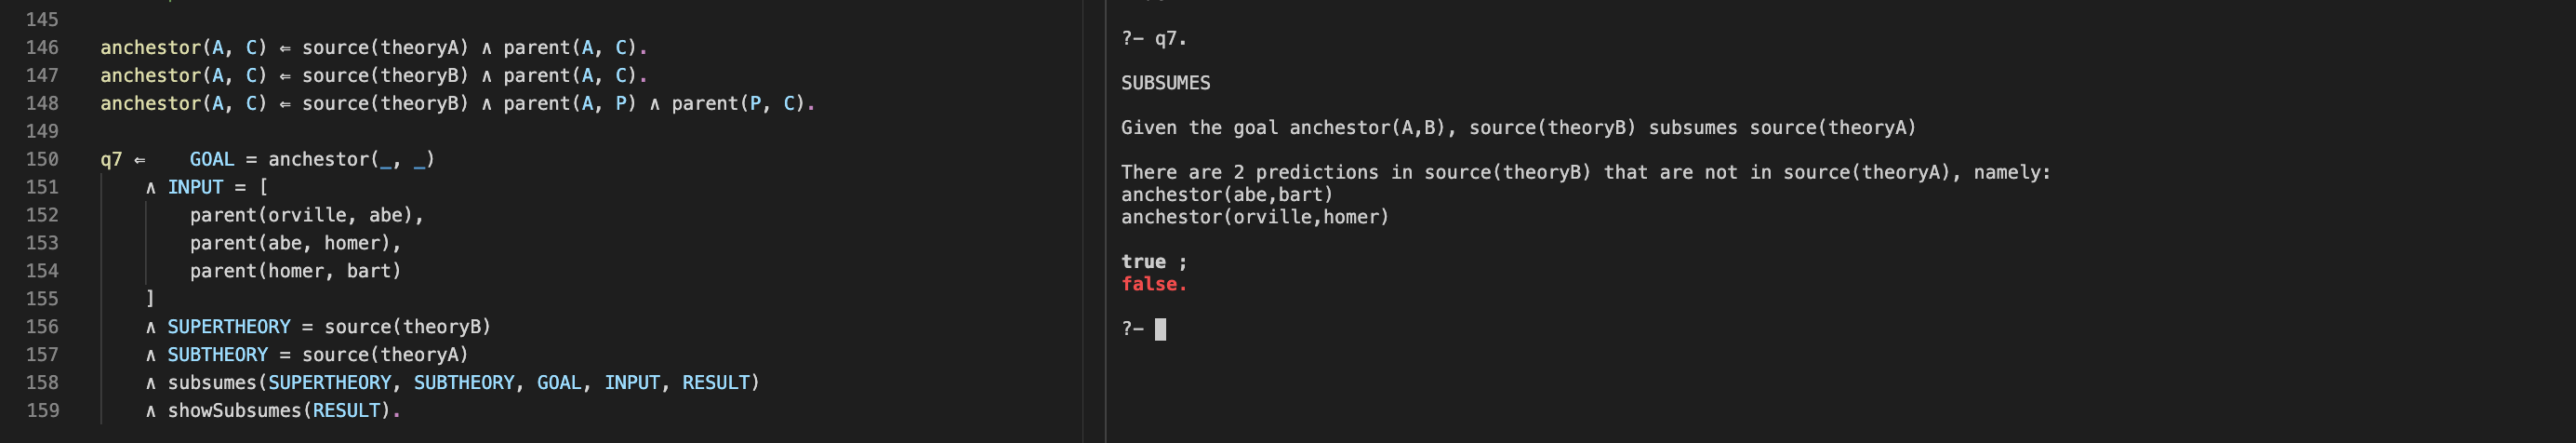 145
146 anchestor(A, C) ⇐ source(theoryA) ∧ parent(A, C).
147 anchestor(A, C) ⇐ source(theoryB) ∧ parent(A, C).
148 anchestor(A, C) ⇐ source(theoryB) ∧ parent(A, P) ∧ parent(P, C).
149
150 q7 ⇐ GOAL = anchestor(_, _)
151 ∧ INPUT = [
152 parent(orville, abe),
153 parent(abe, homer),
154 parent(homer, bart)
155 ]
156 ∧ SUPERTHEORY = source(theoryB)
157 ∧ SUBTHEORY = source(theoryA)
158 ∧ subsumes(SUPERTHEORY, SUBTHEORY, GOAL, INPUT, RESULT)
159 ∧ showSubsumes(RESULT).
?- q7.
SUBSUMES
Given the goal anchestor(A,B), source(theoryB) subsumes source(theoryA)
There are 2 predictions in source(theoryB) that are not in source(theoryA), namely:
anchestor(abe,bart)
anchestor(orville,homer)
true ;
false.
?-